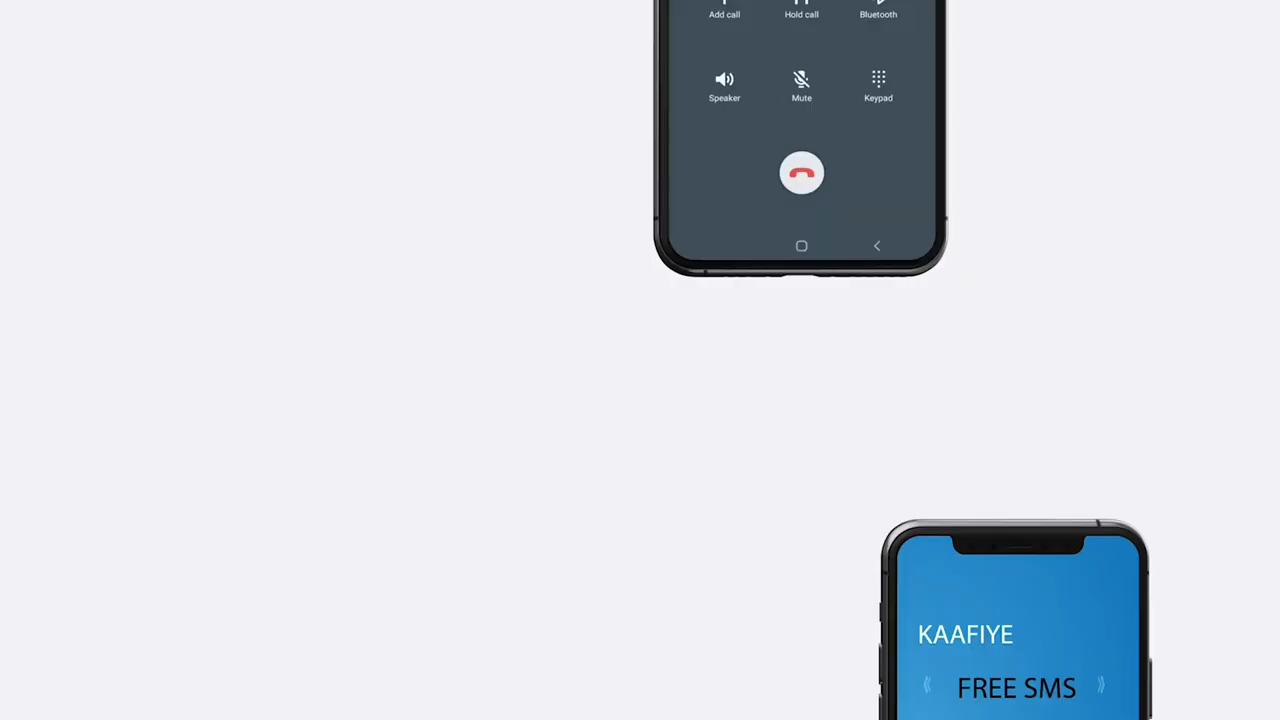 Add call Hold call Bluetooth
Speaker Mute Keypad
KAAFIYE
FREE SMS